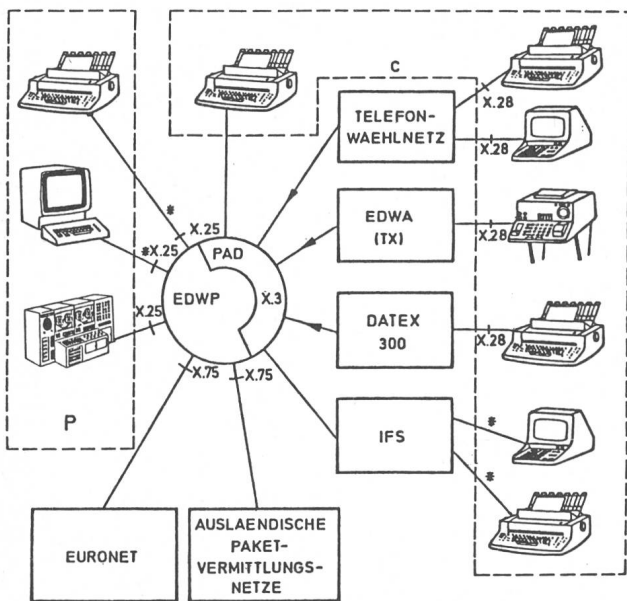 C
X.28
TELEFON-
WAEHLNETZ
X.28
*
X.25
*X.25
PAD
EDWA
(TX)
X.28
EDWP
X.3
X.25
DATEX
300
X.28
X.75
X.75
P
IFS
*
*
EURONET
AUSLAENDISCHE
PAKET-
VERMITTLUNGS-
NETZE